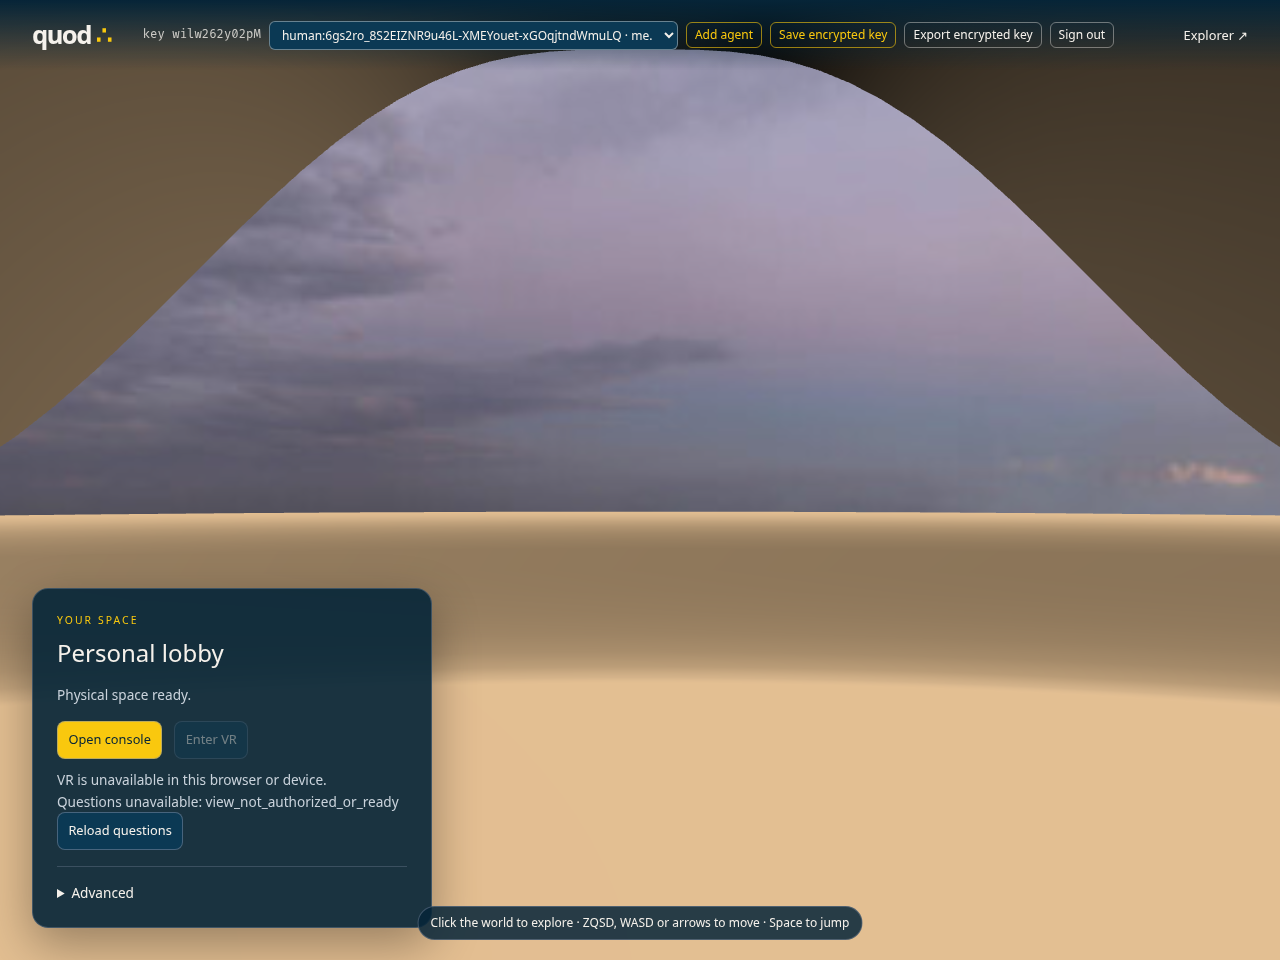 quod
key wilw262y02pM
human:6gs2ro_8S2EIZNR9u46L-XMEYouet-xGOqjtndWmuLQ · me.
Add agent
Save encrypted key
Export encrypted key
Sign out
Explorer ↗
YOUR SPACE
Personal lobby
Physical space ready.
Open console
Enter VR
VR is unavailable in this browser or device.
Questions unavailable: view_not_authorized_or_ready
Reload questions
Advanced
Click the world to explore · ZQSD, WASD or arrows to move · Space to jump